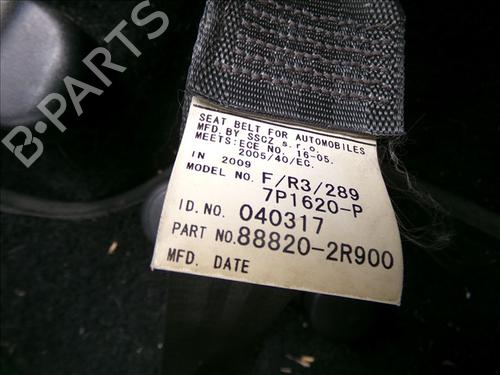 B-PARTS
SEAT BELT FOR AUTOMOBILES
MFD. BY SSCZ s.r.o.
MEETS: ECE NO. 16-05.
2005/40/EC.
IN 2009
MODEL NO. F/R3/289
7P1620-P
ID. NO. 040317
PART NO. 88820-2R900
MFD. DATE